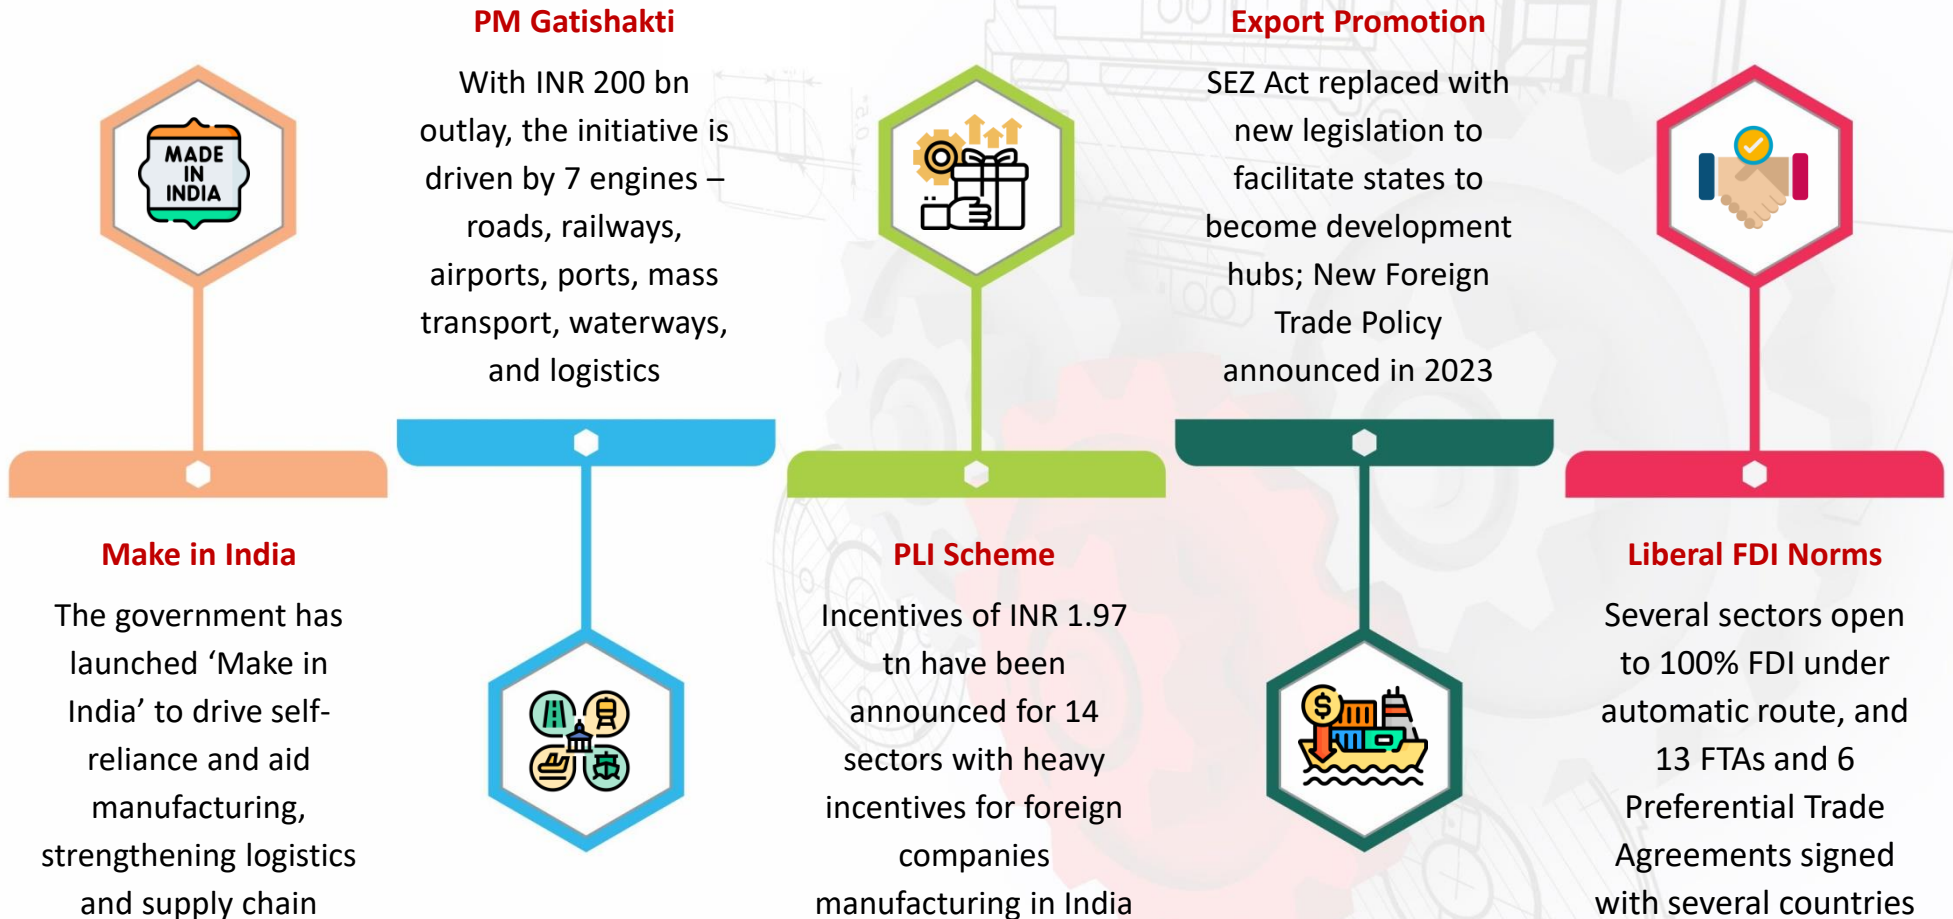 MADE
IN
INDIA
Make in India
The government has
launched ‘Make in
India’ to drive self-
reliance and aid
manufacturing,
strengthening logistics
and supply chain
PM Gatishakti
With INR 200 bn
outlay, the initiative is
driven by 7 engines –
roads, railways,
airports, ports, mass
transport, waterways,
and logistics
PLI Scheme
Incentives of INR 1.97
tn have been
announced for 14
sectors with heavy
incentives for foreign
companies
manufacturing in India
Export Promotion
SEZ Act replaced with
new legislation to
facilitate states to
become development
hubs; New Foreign
Trade Policy
announced in 2023
$
Liberal FDI Norms
Several sectors open
to 100% FDI under
automatic route, and
13 FTAs and 6
Preferential Trade
Agreements signed
with several countries